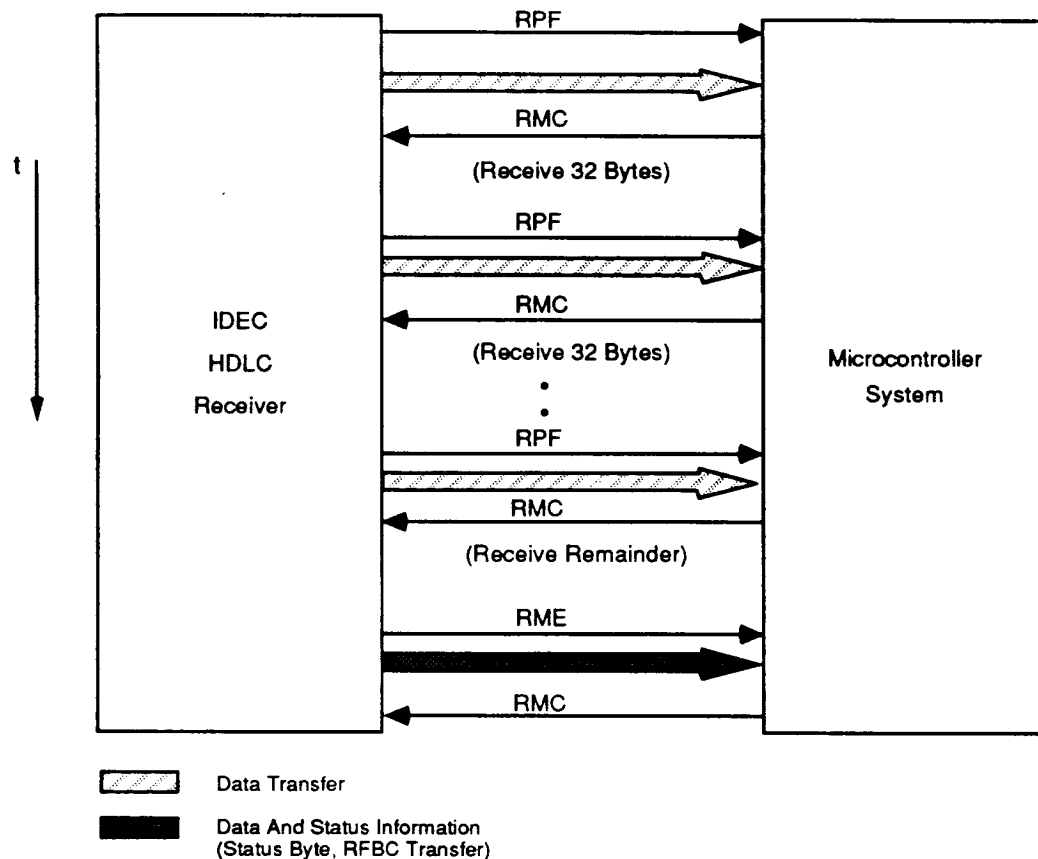 RPF
RMC
(Receive 32 Bytes)
t
RPF
RMC
(Receive 32 Bytes)
IDEC
HDLC
Receiver
Microcontroller
System
RPF
RMC
(Receive Remainder)
RME
RMC
Data Transfer
Data And Status Information
(Status Byte, RFBC Transfer)